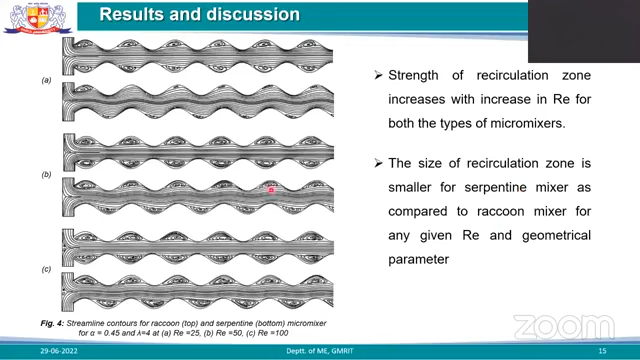 Results and discussion
(a)
(b)
(c)
Fig. 4: Streamline contours for raccoon (top) and serpentine (bottom) micromixer
for α = 0.45 and λ=4 at (a) Re =25, (b) Re =50, (c) Re =100
➢ Strength of recirculation zone
increases with increase in Re for
both the types of micromixers.
➢ The size of recirculation zone is
smaller for serpentine mixer as
compared to raccoon mixer for
any given Re and geometrical
parameter
zoom
29-06-2022
Deptt. of ME, GMRIT
15